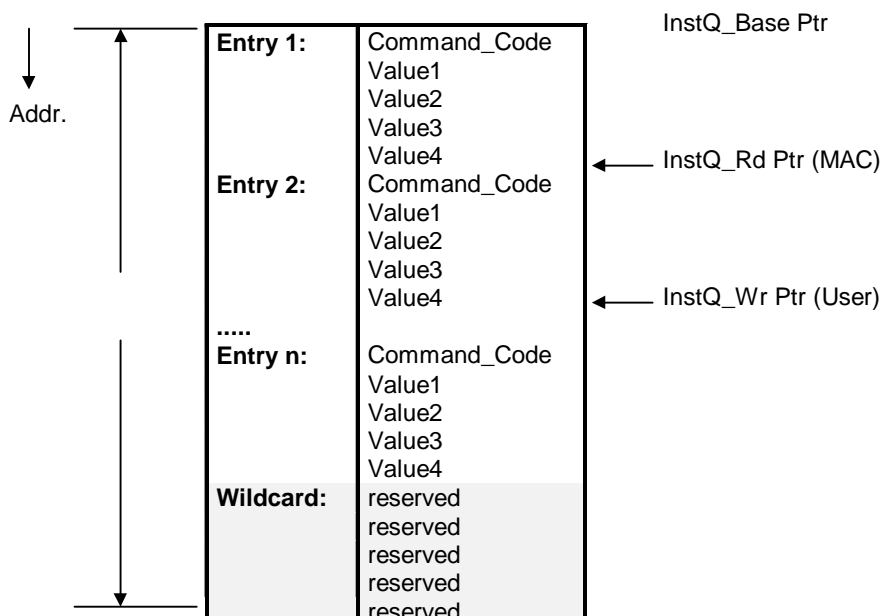 InstQ_Base Ptr
Entry 1: Command_Code
Value1
Value2
Addr.
Value3
Value4
InstQ_Rd Ptr (MAC)
Entry 2: Command_Code
Value1
Value2
Value3
Value4
InstQ_Wr Ptr (User)
.....
Entry n: Command_Code
Value1
Value2
Value3
Value4
Wildcard: reserved
reserved
reserved
reserved
reserved